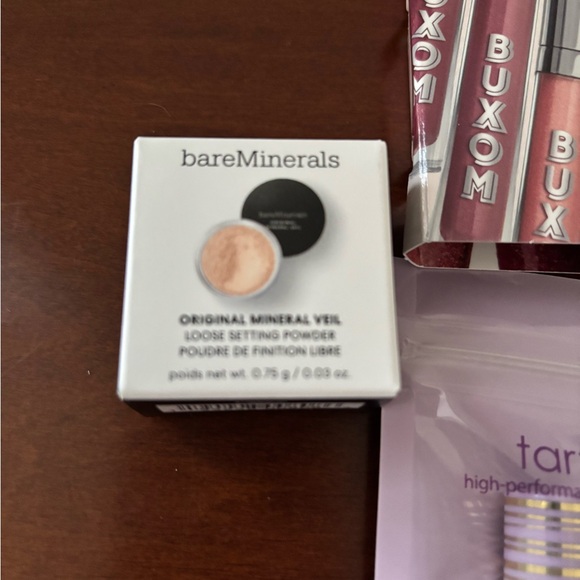 bareMinerals
bareMinerals
ORIGINAL MINERAL VEIL
LOOSE SETTING POWDER
POUDRE DE FINITION LIBRE
poids net wt. 0.75 g / 0.03 oz.
BUXOM
BUXOM
BUX
tar
high-performa